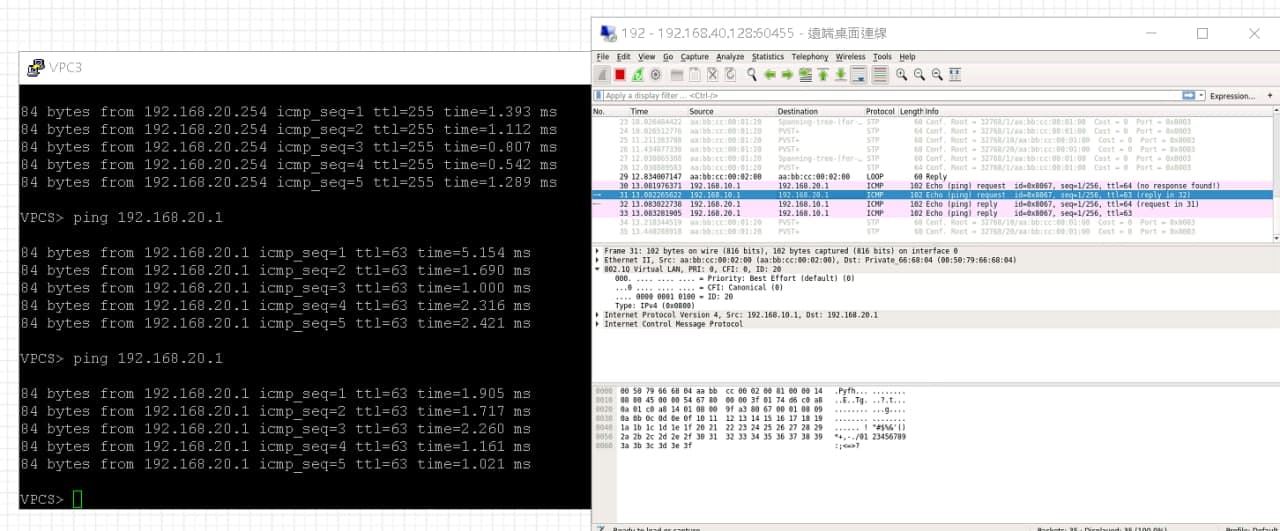 VPC3
84 bytes from 192.168.20.254 icmp_seq=1 ttl=255 time=1.393 ms
84 bytes from 192.168.20.254 icmp_seq=2 ttl=255 time=1.112 ms
84 bytes from 192.168.20.254 icmp_seq=3 ttl=255 time=0.807 ms
84 bytes from 192.168.20.254 icmp_seq=4 ttl=255 time=0.542 ms
84 bytes from 192.168.20.254 icmp_seq=5 ttl=255 time=1.289 ms
VPCS> ping 192.168.20.1
84 bytes from 192.168.20.1 icmp_seq=1 ttl=63 time=5.154 ms
84 bytes from 192.168.20.1 icmp_seq=2 ttl=63 time=1.690 ms
84 bytes from 192.168.20.1 icmp_seq=3 ttl=63 time=1.000 ms
84 bytes from 192.168.20.1 icmp_seq=4 ttl=63 time=2.316 ms
84 bytes from 192.168.20.1 icmp_seq=5 ttl=63 time=2.421 ms
VPCS> ping 192.168.20.1
84 bytes from 192.168.20.1 icmp_seq=1 ttl=63 time=1.905 ms
84 bytes from 192.168.20.1 icmp_seq=2 ttl=63 time=1.717 ms
84 bytes from 192.168.20.1 icmp_seq=3 ttl=63 time=2.260 ms
84 bytes from 192.168.20.1 icmp_seq=4 ttl=63 time=1.161 ms
84 bytes from 192.168.20.1 icmp_seq=5 ttl=63 time=1.021 ms
VPCS>
192 - 192.168.40.128:60455 - 遠端桌面連線
File Edit View Go Capture Analyze Statistics Telephony Wireless Tools Help
Apply a display filter ... <Ctrl-/> Expression... +
No. Time Source Destination Protocol Length Info
23 aa:bb:cc:00:01:20 Spanning-tree-(for-… STP 60 Conf. Root = 32768/1/aa:bb:cc:00:01:00 Cost = 0 Port = 0x8003
24 aa:bb:cc:00:01:20 PVST+ STP 64 Conf. Root = 32768/1/aa:bb:cc:00:01:00 Cost = 0 Port = 0x8003
25 aa:bb:cc:00:01:20 PVST+ STP 68 Conf. Root = 32768/10/aa:bb:cc:00:01:00 Cost = 0 Port = 0x8003
26 aa:bb:cc:00:01:20 PVST+ STP 68 Conf. Root = 32768/20/aa:bb:cc:00:01:00 Cost = 0 Port = 0x8003
27 aa:bb:cc:00:01:20 Spanning-tree-(for-… STP 60 Conf. Root = 32768/1/aa:bb:cc:00:01:00 Cost = 0 Port = 0x8003
28 aa:bb:cc:00:01:20 PVST+ STP 64 Conf. Root = 32768/1/aa:bb:cc:00:01:00 Cost = 0 Port = 0x8003
29 12.834007147 aa:bb:cc:00:02:00 aa:bb:cc:00:02:00 LOOP 60 Reply
30 13.081976371 192.168.10.1 192.168.20.1 ICMP 102 Echo (ping) request id=0x8067, seq=1/256, ttl=64 (no response found!)
31 13.083265622 192.168.10.1 192.168.20.1 ICMP 102 Echo (ping) request id=0x8067, seq=1/256, ttl=63 (reply in 32)
32 13.083622738 192.168.20.1 192.168.10.1 ICMP 102 Echo (ping) reply id=0x8067, seq=1/256, ttl=64 (request in 31)
33 13.083281905 192.168.20.1 192.168.10.1 ICMP 102 Echo (ping) reply id=0x8067, seq=1/256, ttl=63
34 aa:bb:cc:00:01:20 PVST+ STP 68 Conf. Root = 32768/10/aa:bb:cc:00:01:00 Cost = 0 Port = 0x8003
35 aa:bb:cc:00:01:20 PVST+ STP 68 Conf. Root = 32768/20/aa:bb:cc:00:01:00 Cost = 0 Port = 0x8003
Frame 31: 102 bytes on wire (816 bits), 102 bytes captured (816 bits) on interface 0
Ethernet II, Src: aa:bb:cc:00:02:00 (aa:bb:cc:00:02:00), Dst: Private_66:68:04 (00:50:79:66:68:04)
802.1Q Virtual LAN, PRI: 0, CFI: 0, ID: 20
000. .... .... .... = Priority: Best Effort (default) (0)
...0 .... .... .... = CFI: Canonical (0)
.... 0000 0001 0100 = ID: 20
Type: IPv4 (0x0800)
Internet Protocol Version 4, Src: 192.168.10.1, Dst: 192.168.20.1
Internet Control Message Protocol
0000 00 50 79 66 68 04 aa bb cc 00 02 00 81 00 00 14 .Pyfh... ........
0010 08 00 45 00 00 54 67 80 00 00 3f 01 74 d6 c0 a8 ..E..Tg. ..?.t...
0020 0a 01 c0 a8 14 01 08 00 9f a3 80 67 00 01 08 09 ........ ...g....
0030 0a 0b 0c 0d 0e 0f 10 11 12 13 14 15 16 17 18 19 ........ ........
0040 1a 1b 1c 1d 1e 1f 20 21 22 23 24 25 26 27 28 29 ...... ! "#$%&'()
0050 2a 2b 2c 2d 2e 2f 30 31 32 33 34 35 36 37 38 39 *+,-./01 23456789
0060 3a 3b 3c 3d 3e 3f :;<=>?